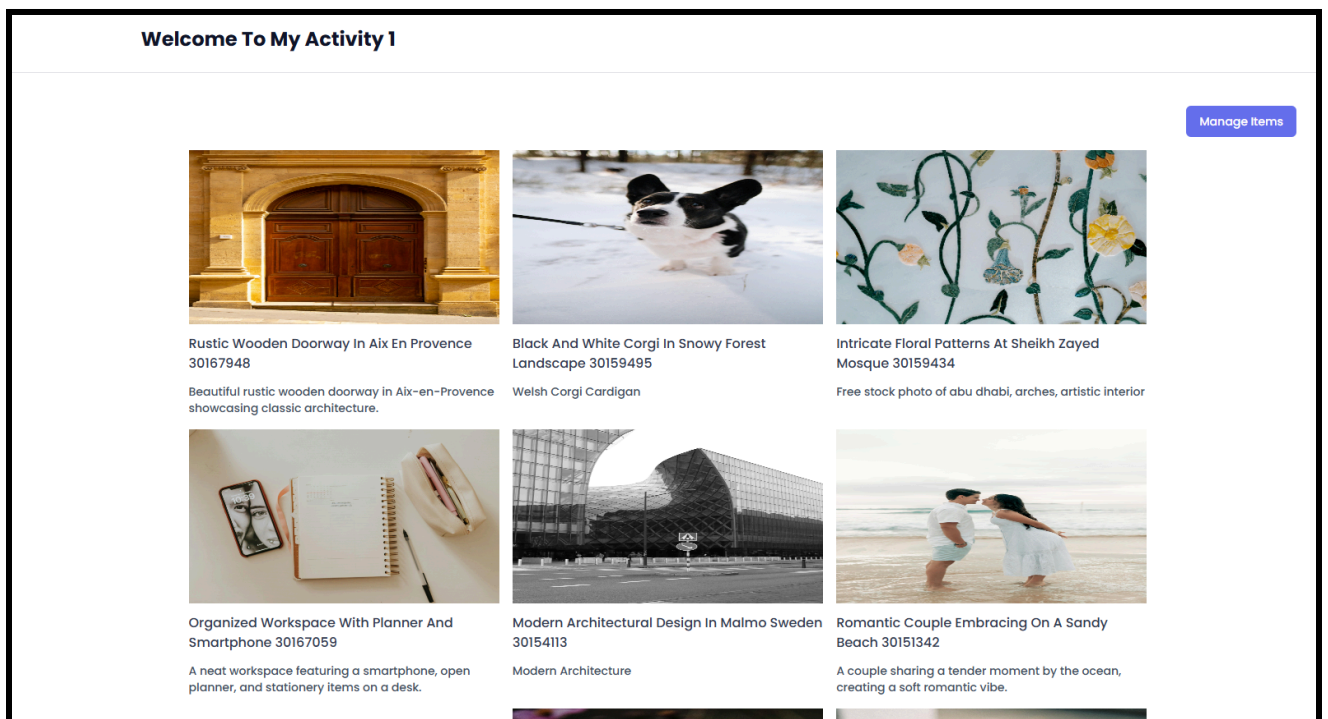 Welcome To My Activity 1
Manage Items
Rustic Wooden Doorway In Aix En Provence
30167948
Beautiful rustic wooden doorway in Aix-en-Provence
showcasing classic architecture.
Black And White Corgi In Snowy Forest
Landscape 30159495
Welsh Corgi Cardigan
Intricate Floral Patterns At Sheikh Zayed
Mosque 30159434
Free stock photo of abu dhabi, arches, artistic interior
Organized Workspace With Planner And
Smartphone 30167059
A neat workspace featuring a smartphone, open
planner, and stationery items on a desk.
Modern Architectural Design In Malmo Sweden
30154113
Modern Architecture
Romantic Couple Embracing On A Sandy
Beach 30151342
A couple sharing a tender moment by the ocean,
creating a soft romantic vibe.